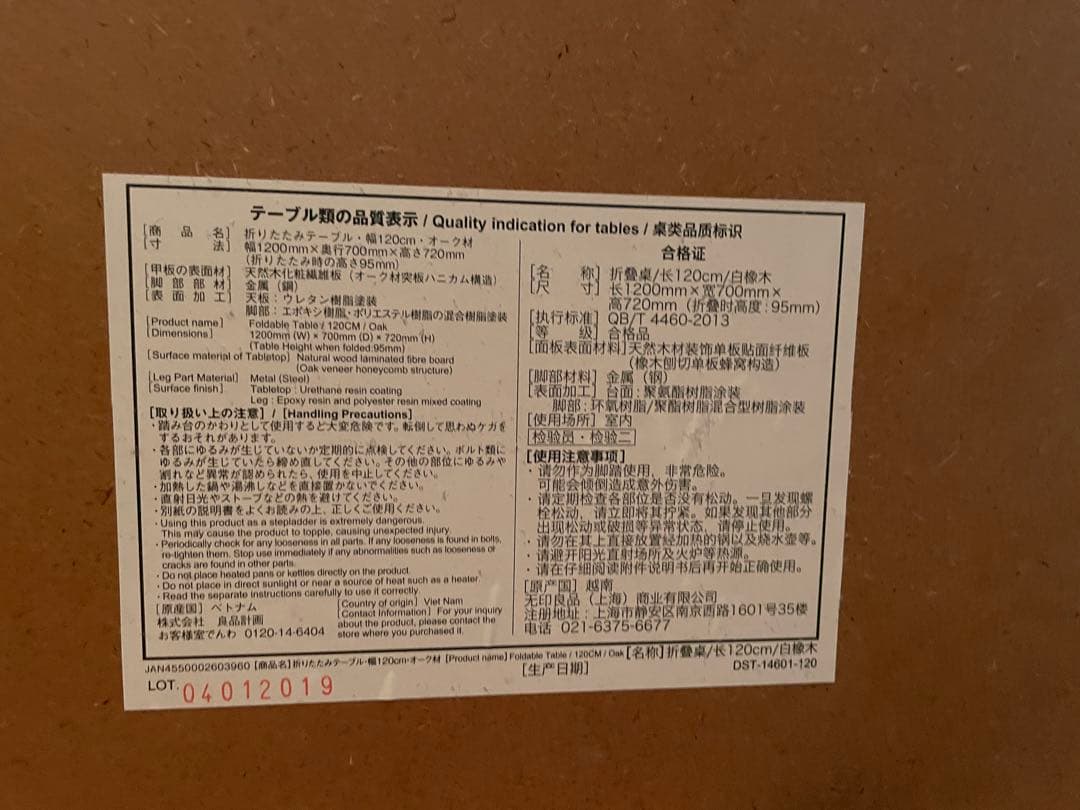 テーブル類の品質表示 / Quality indication for tables / 桌类品质标识
[商品名] 折りたたみテーブル・幅120cm・オーク材
[寸法] 幅1200mm×奥行700mm×高さ720mm
(折りたたみ時の高さ95mm)
[甲板の表面材] 天然木化粧繊維板（オーク材突板ハニカム構造）
[脚部部材] 金属（鋼）
[表面加工] 天板：ウレタン樹脂塗装
脚部：エポキシ樹脂・ポリエステル樹脂の混合樹脂塗装
[Product name] Foldable Table / 120CM / Oak
[Dimensions] 1200mm (W) × 700mm (D) × 720mm (H)
(Table Height when folded:95mm)
[Surface material of Tabletop] Natural wood laminated fibre board
(Oak veneer honeycomb structure)
[Leg Part Material] Metal (Steel)
[Surface finish] Tabletop : Urethane resin coating
Leg : Epoxy resin and polyester resin mixed coating
[取り扱い上の注意] / [Handling Precautions]
・踏み台のかわりとして使用すると大変危険です。転倒して思わぬケガを
するおそれがあります。
・各部にゆるみが生じていないか定期的に点検してください。ボルト類に
ゆるみが生じていたら締め直してください。その他の部位にゆるみや
割れなど異常が認められたら、使用を中止してください。
・加熱した鍋や湯沸しなどを直接置かないでください。
・直射日光やストーブなどの熱を避けてください。
・別紙の説明書をよくお読みの上、正しくご使用ください。
・Using this product as a stepladder is extremely dangerous.
This may cause the product to topple, causing unexpected injury.
・Periodically check for any looseness in all parts. If any looseness is found in bolts,
re-tighten them. Stop use immediately if any abnormalities such as looseness or
cracks are found in other parts.
・Do not place heated pans or kettles directly on the product.
・Do not place in direct sunlight or near a source of heat such as a heater.
・Read the separate instructions carefully to use it correctly.
[原産国] ベトナム
株式会社 良品計画
お客様室でんわ 0120-14-6404
[Country of origin] Viet Nam
[Contact Information] For your inquiry
about the product, please contact the
store where you purchased it.
合格证
[名称] 折叠桌/长120cm/白橡木
[尺寸] 长1200mm×宽700mm×
高720mm（折叠时高度:95mm）
[执行标准] QB/T 4460-2013
[等级] 合格品
[面板表面材料]天然木材装饰单板贴面纤维板
（橡木刨切单板蜂窝构造）
[脚部材料] 金属（钢）
[表面加工] 台面：聚氨酯树脂涂装
脚部：环氧树脂/聚酯树脂混合型树脂涂装
[使用场所] 室内
[检验员・检验二]
[使用注意事项]
・请勿作为脚踏使用，非常危险。
可能会倾倒造成意外伤害。
・请定期检查各部位是否没有松动。一旦发现螺
栓松动，请立即将其拧紧。如果发现其他部分
出现松动或破损等异常状态，请停止使用。
・请勿在其上直接放置经加热的锅以及烧水壶等。
・请避开阳光直射场所及火炉等热源。
・请在仔细阅读附件说明书后再开始正确使用。
[原产国] 越南
无印良品（上海）商业有限公司
注册地址：上海市静安区南京西路1601号35楼
电话 021-6375-6677
JAN4550002603960 [商品名]折りたたみテーブル・幅120cm・オーク材 [Product name] Foldable Table / 120CM / Oak [名称]折叠桌/长120cm/白橡木
LOT. 04012019
[生产日期]
DST-14601-120